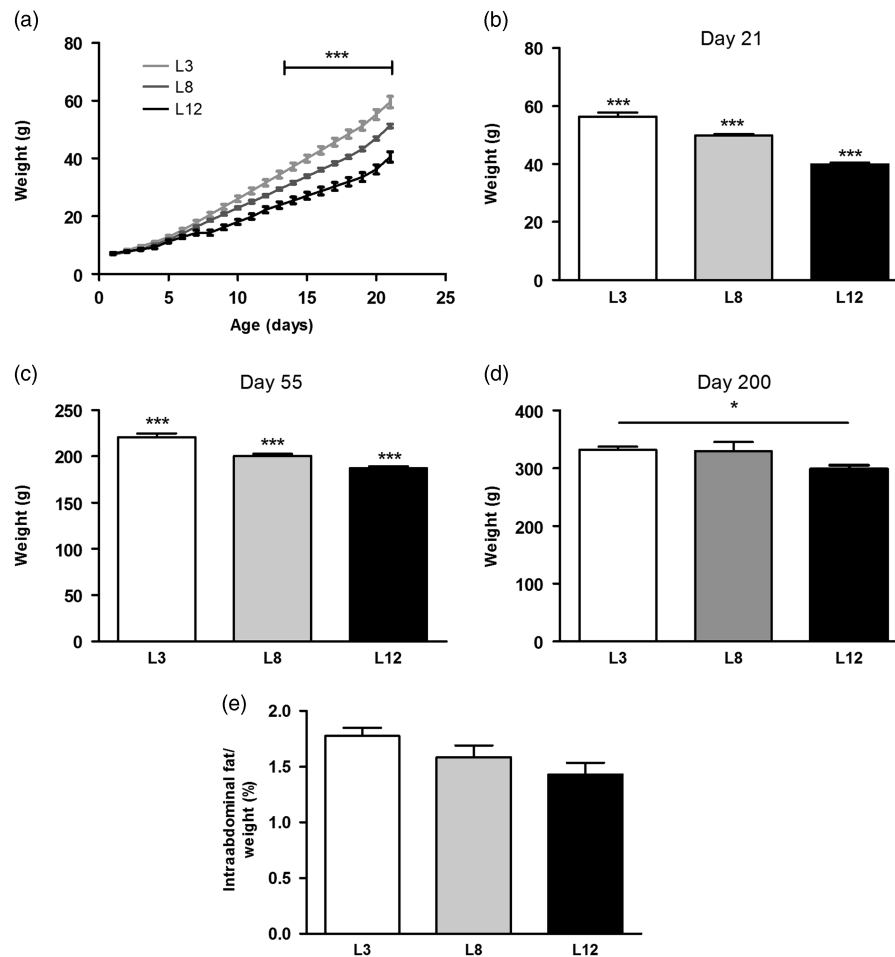 (a)
80
60
40
20
0
Weight (g)
L3
L8
L12
***
0 5 10 15 20 25
Age (days)
(b)
Day 21
80
60
40
20
0
Weight (g)
***
***
***
L3 L8 L12
(c)
Day 55
250
200
150
100
50
0
Weight (g)
***
***
***
L3 L8 L12
(d)
Day 200
400
300
200
100
0
Weight (g)
*
L3 L8 L12
(e)
2.0
1.5
1.0
0.5
0.0
Intraabdominal fat/
weight (%)
L3 L8 L12